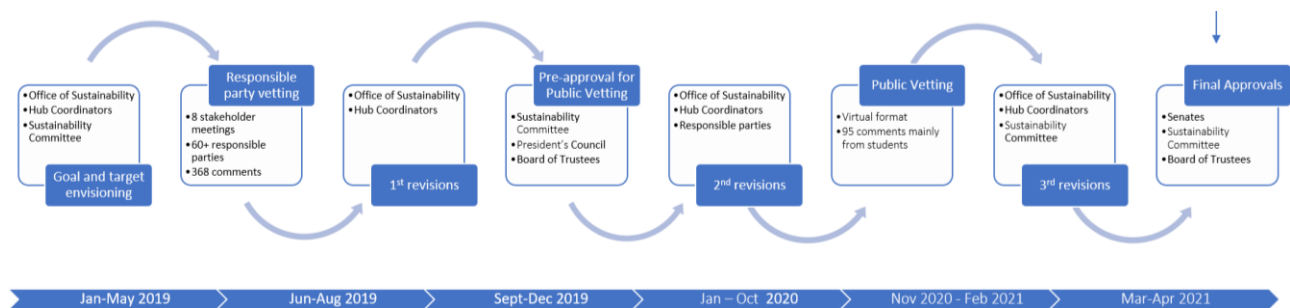 • Office of Sustainability
• Hub Coordinators
• Sustainability
Committee
Goal and target
envisioning
Responsible
party vetting
• 8 stakeholder
meetings
• 60+ responsible
parties
• 368 comments
• Office of Sustainability
• Hub Coordinators
1st revisions
Pre-approval for
Public Vetting
• Sustainability
Committee
• President's Council
• Board of Trustees
• Office of Sustainability
• Hub Coordinators
• Responsible parties
2nd revisions
Public Vetting
• Virtual format
• 95 comments mainly
from students
• Office of Sustainability
• Hub Coordinators
• Sustainability
Committee
3rd revisions
Final Approvals
• Senates
• Sustainability
Committee
• Board of Trustees
Jan-May 2019
Jun-Aug 2019
Sept-Dec 2019
Jan – Oct 2020
Nov 2020 - Feb 2021
Mar-Apr 2021